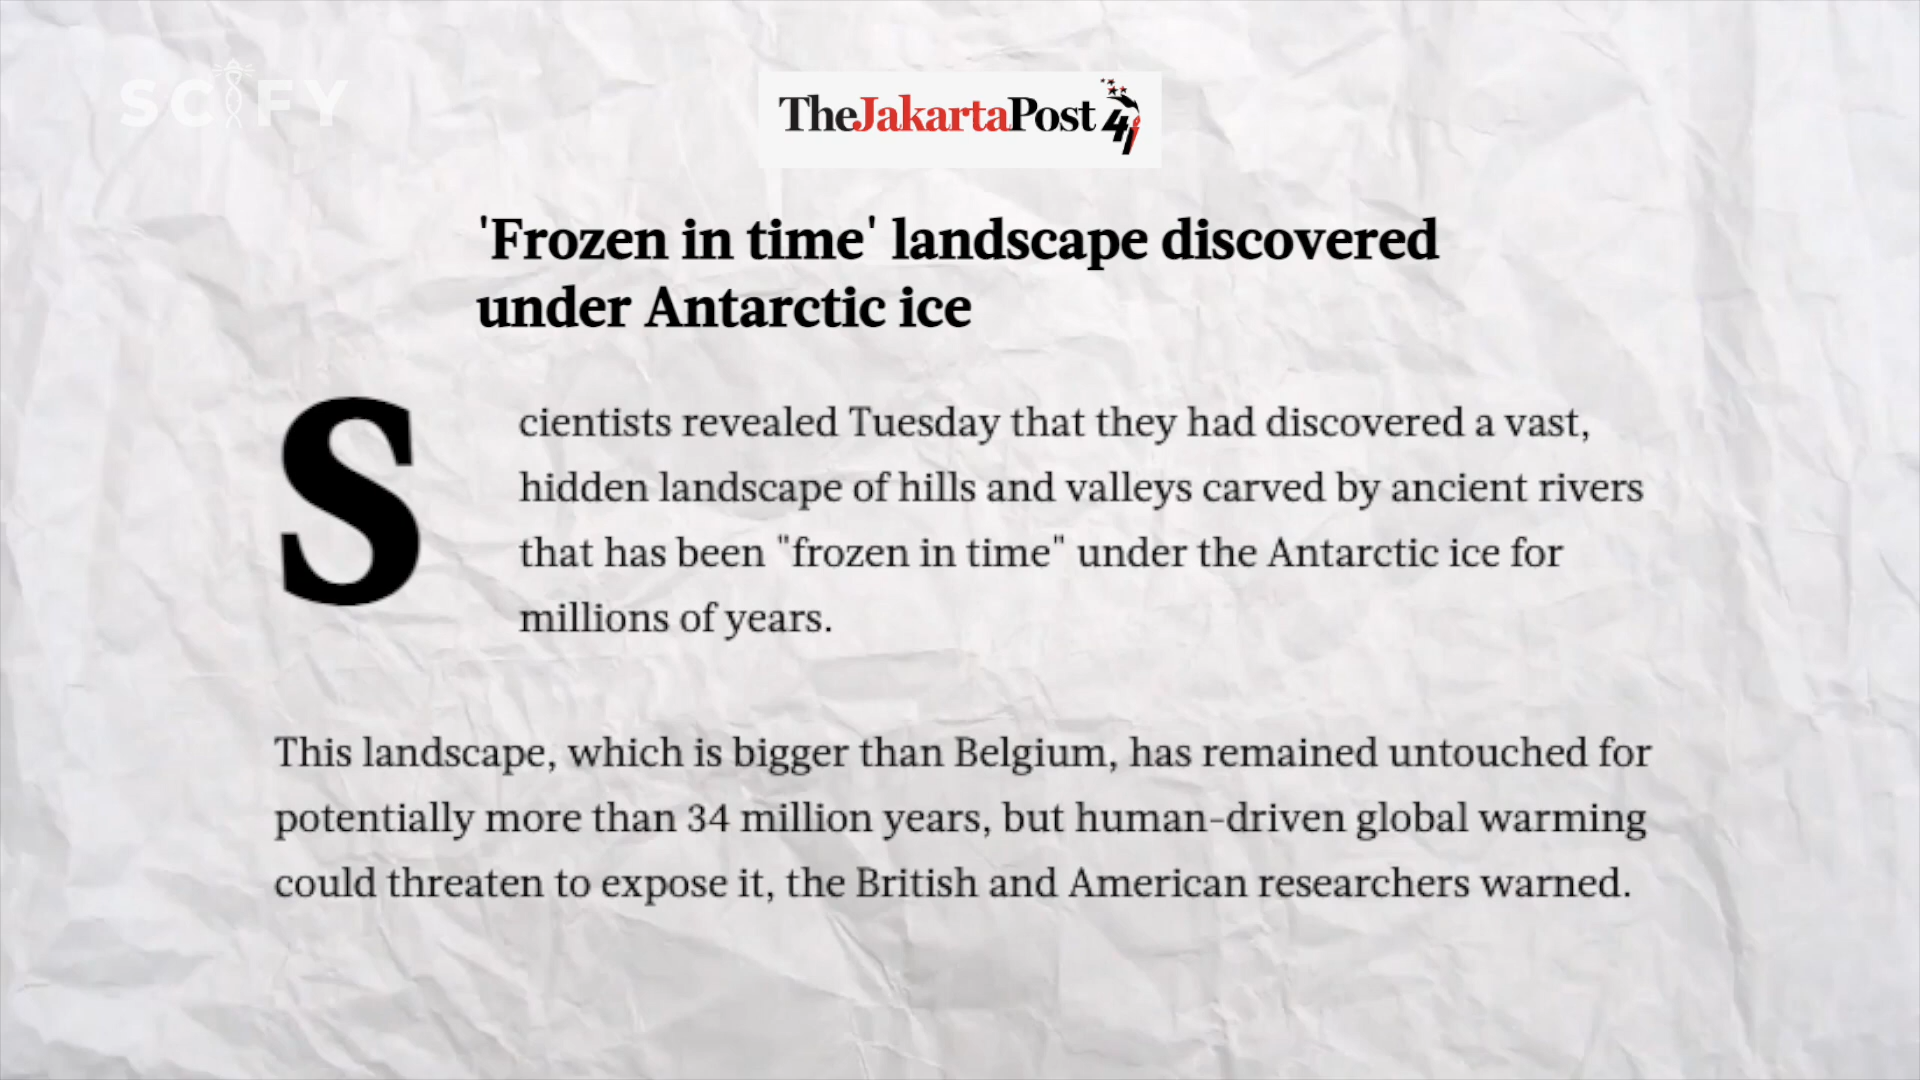 SCIFY
TheJakartaPost 41
'Frozen in time' landscape discovered
under Antarctic ice
Scientists revealed Tuesday that they had discovered a vast,
hidden landscape of hills and valleys carved by ancient rivers
that has been "frozen in time" under the Antarctic ice for
millions of years.
This landscape, which is bigger than Belgium, has remained untouched for
potentially more than 34 million years, but human-driven global warming
could threaten to expose it, the British and American researchers warned.